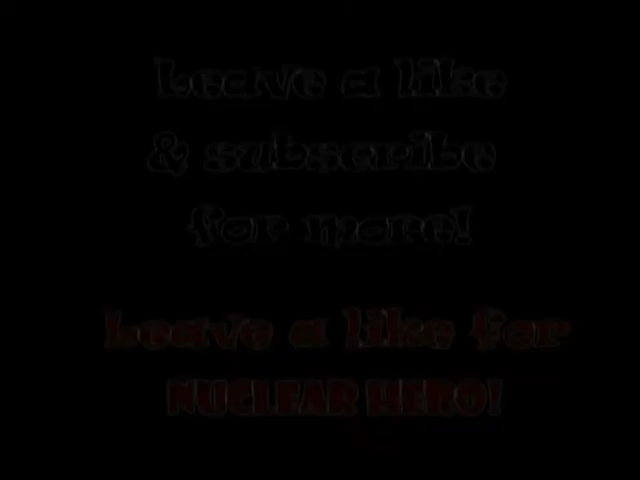 Leave a like
& subscribe
for more!
Leave a like for
NUCLEAR HERO!